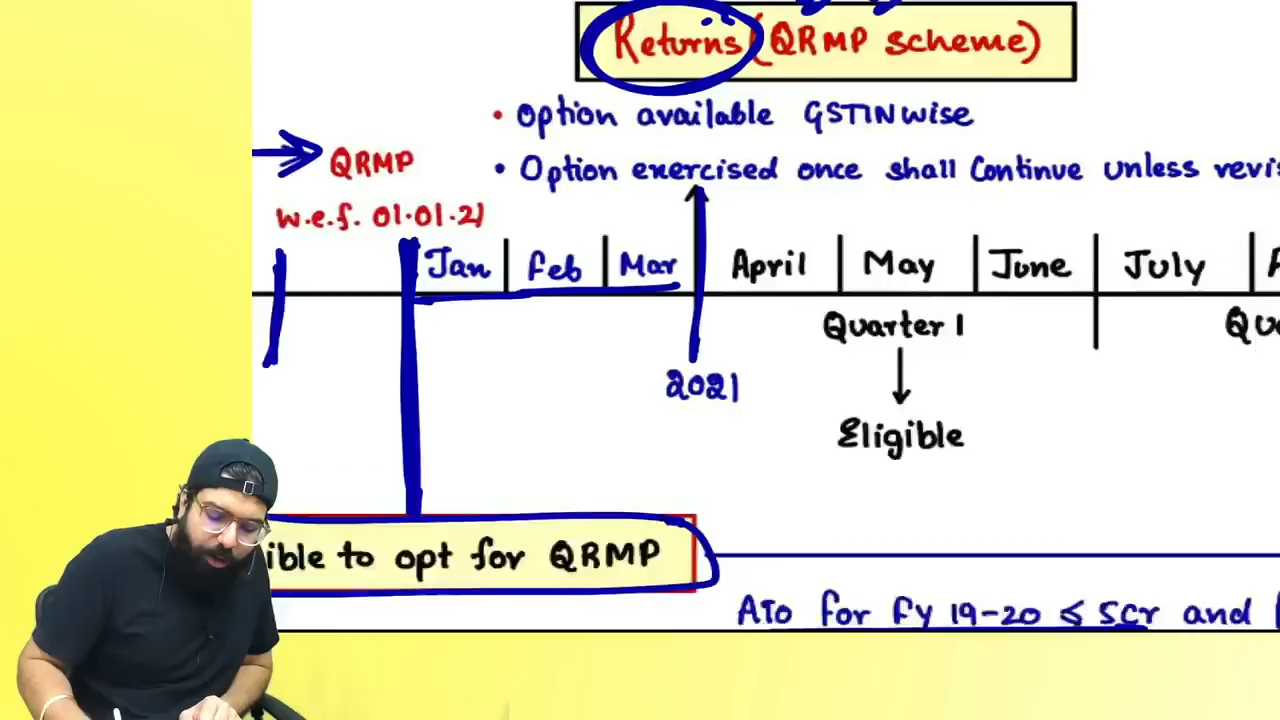 Returns (QRMP scheme)
• Option available GSTINwise
QRMP
• Option exercised once shall Continue unless
w.e.f. 01.01.21
Jan Feb Mar April May June July
Quarter 1
2021
Eligible
to opt for QRMP
ATO for Fy 19-20 ≤ 5cr and